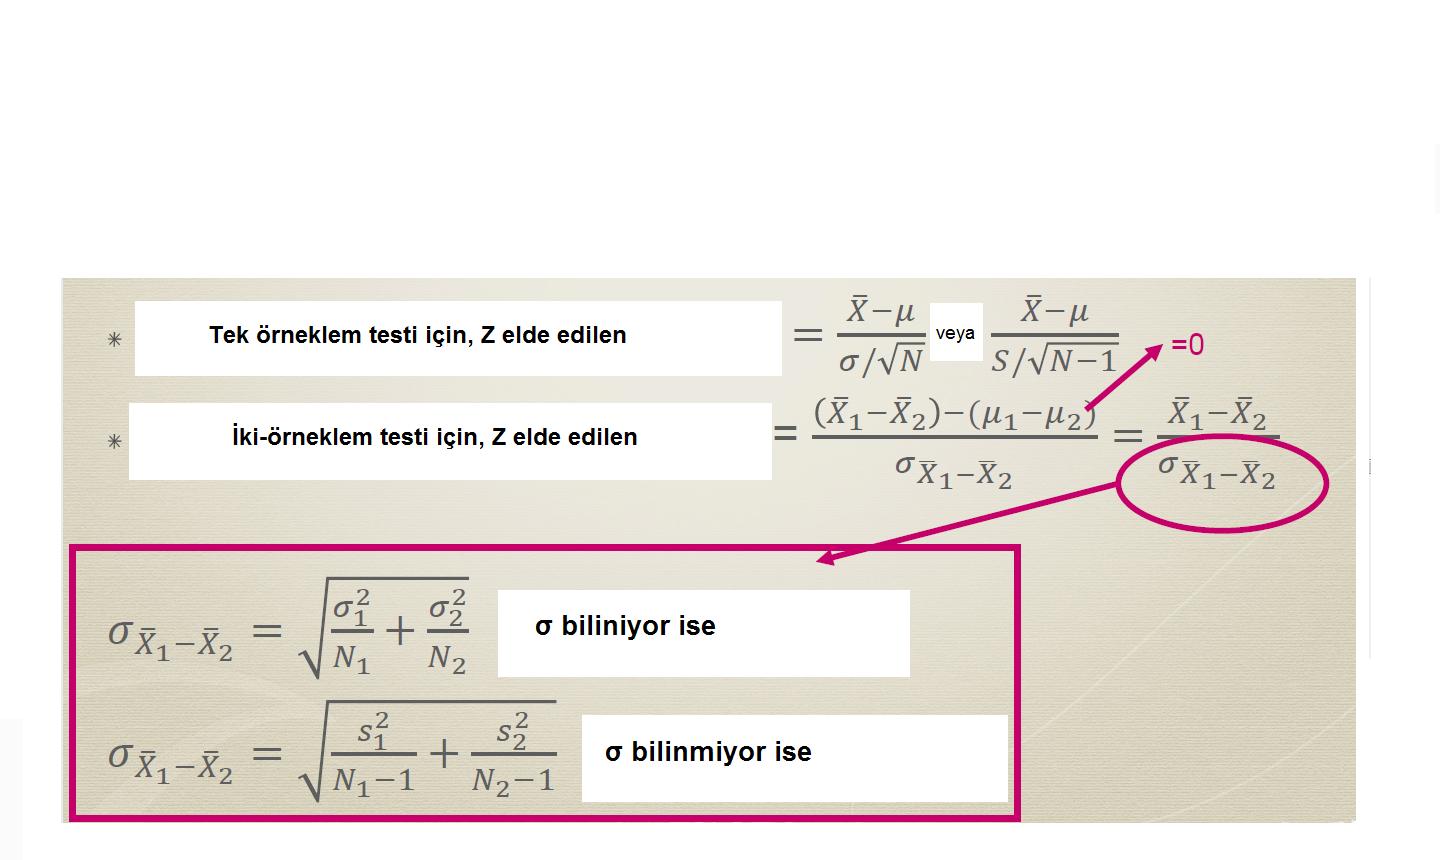 * Tek örneklem testi için, Z elde edilen = (X̄−μ)/(σ/√N) veya (X̄−μ)/(S/√(N−1))
=0
* İki-örneklem testi için, Z elde edilen = ((X̄₁−X̄₂)−(μ₁−μ₂))/σ_{X̄₁−X̄₂} = (X̄₁−X̄₂)/σ_{X̄₁−X̄₂}
σ_{X̄₁−X̄₂} = √(σ₁²/N₁ + σ₂²/N₂) σ biliniyor ise
σ_{X̄₁−X̄₂} = √(s₁²/(N₁−1) + s₂²/(N₂−1)) σ bilinmiyor ise